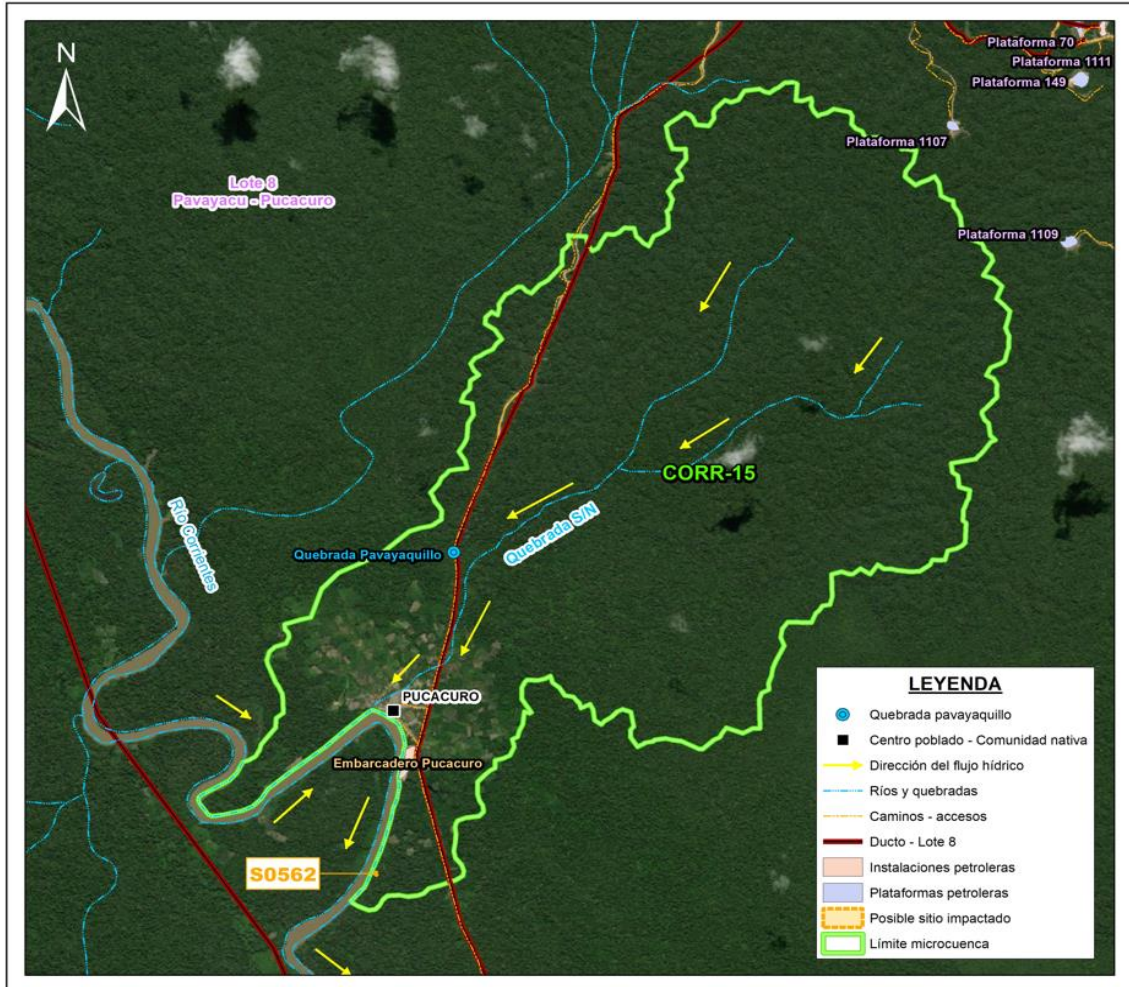 N
Plataforma 70
Plataforma 1111
Plataforma 149
Plataforma 1107
Lote 8
Pavayacu - Pucacuro
Plataforma 1109
CORR-15
Río Corrientes
Quebrada S/N
Quebrada Pavayaquillo
PUCACURO
Embarcadero Pucacuro
S0562
LEYENDA
Quebrada pavayaquillo
Centro poblado - Comunidad nativa
Dirección del flujo hídrico
Ríos y quebradas
Caminos - accesos
Ducto - Lote 8
Instalaciones petroleras
Plataformas petroleras
Posible sitio impactado
Límite microcuenca